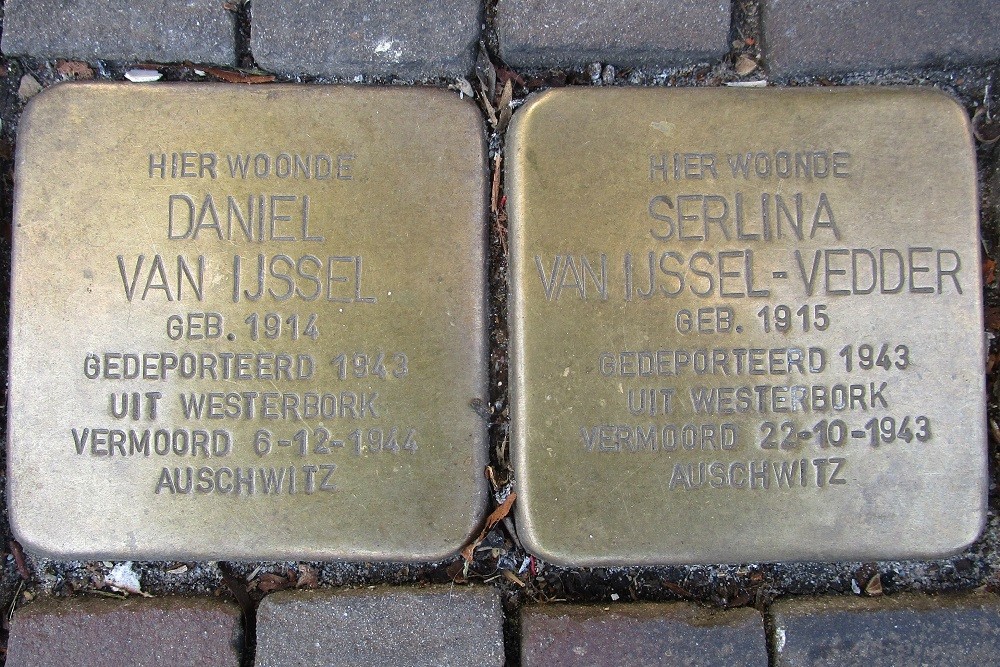 HIER WOONDE
DANIEL
VAN IJSSEL
GEB. 1914
GEDEPORTEERD 1943
UIT WESTERBORK
VERMOORD 6-12-1944
AUSCHWITZ
HIER WOONDE
SERLINA
VAN IJSSEL-VEDDER
GEB. 1915
GEDEPORTEERD 1943
UIT WESTERBORK
VERMOORD 22-10-1943
AUSCHWITZ